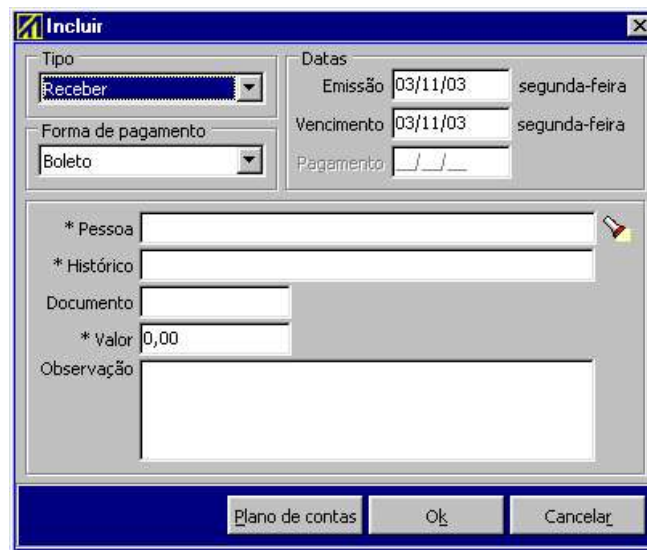 Incluir
Tipo
Receber
Forma de pagamento
Boleto
Datas
Emissão 03/11/03 segunda-feira
Vencimento 03/11/03 segunda-feira
Pagamento __/__/__
* Pessoa
* Histórico
Documento
* Valor 0,00
Observação
Plano de contas Ok Cancelar